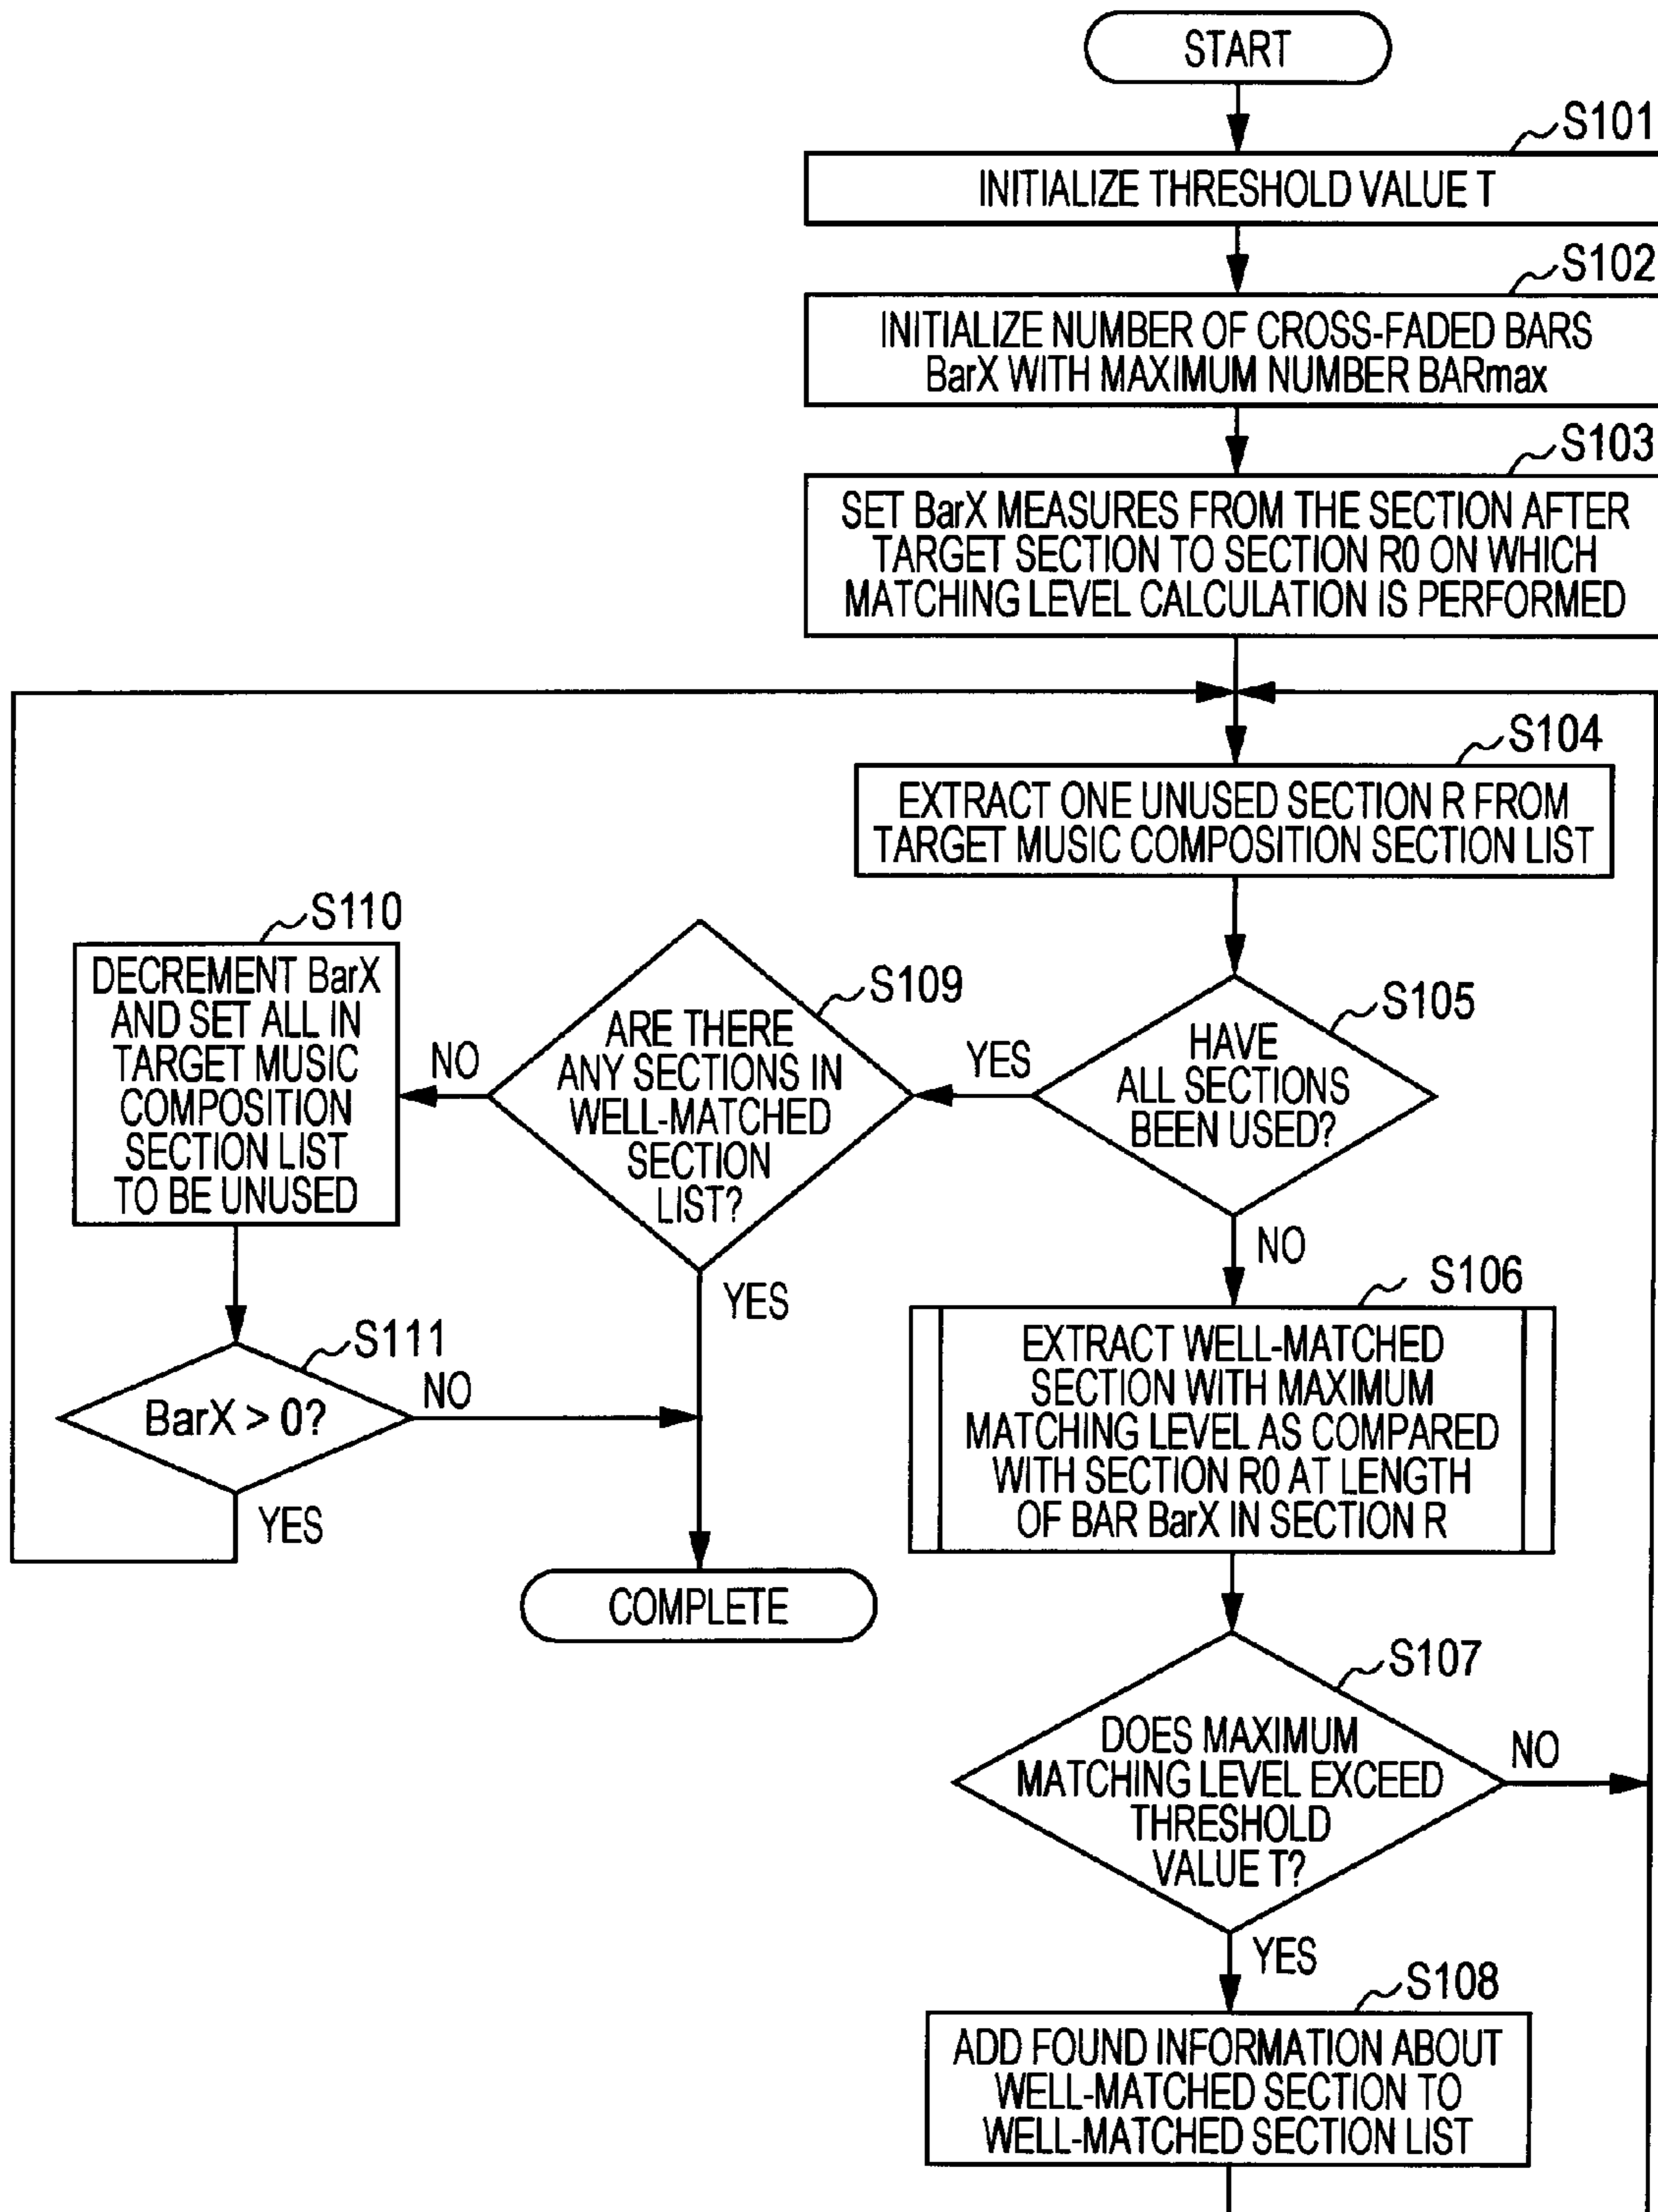 START
S101
INITIALIZE THRESHOLD VALUE T
S102
INITIALIZE NUMBER OF CROSS-FADED BARS
BarX WITH MAXIMUM NUMBER BARmax
S103
SET BarX MEASURES FROM THE SECTION AFTER
TARGET SECTION TO SECTION R0 ON WHICH
MATCHING LEVEL CALCULATION IS PERFORMED
S104
EXTRACT ONE UNUSED SECTION R FROM
TARGET MUSIC COMPOSITION SECTION LIST
S105
HAVE
ALL SECTIONS
BEEN USED?
YES
NO
S109
ARE THERE
ANY SECTIONS IN
WELL-MATCHED
SECTION
LIST?
NO
YES
S110
DECREMENT BarX
AND SET ALL IN
TARGET MUSIC
COMPOSITION
SECTION LIST
TO BE UNUSED
S111
BarX > 0?
NO
YES
COMPLETE
S106
EXTRACT WELL-MATCHED
SECTION WITH MAXIMUM
MATCHING LEVEL AS COMPARED
WITH SECTION R0 AT LENGTH
OF BAR BarX IN SECTION R
S107
DOES MAXIMUM
MATCHING LEVEL EXCEED
THRESHOLD
VALUE T?
NO
YES
S108
ADD FOUND INFORMATION ABOUT
WELL-MATCHED SECTION TO
WELL-MATCHED SECTION LIST